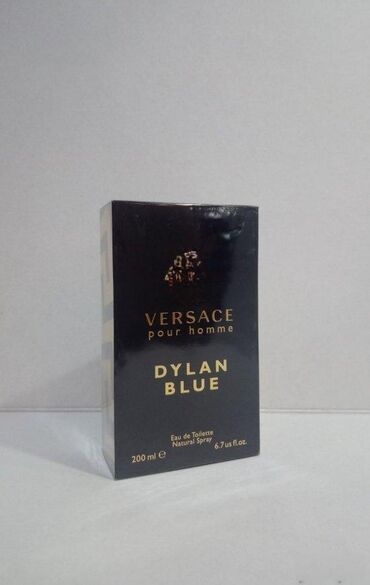 VERSACE
pour homme
DYLAN
BLUE
Eau de Toilette
Natural Spray
200 ml ℮ 6.7 us fl.oz.